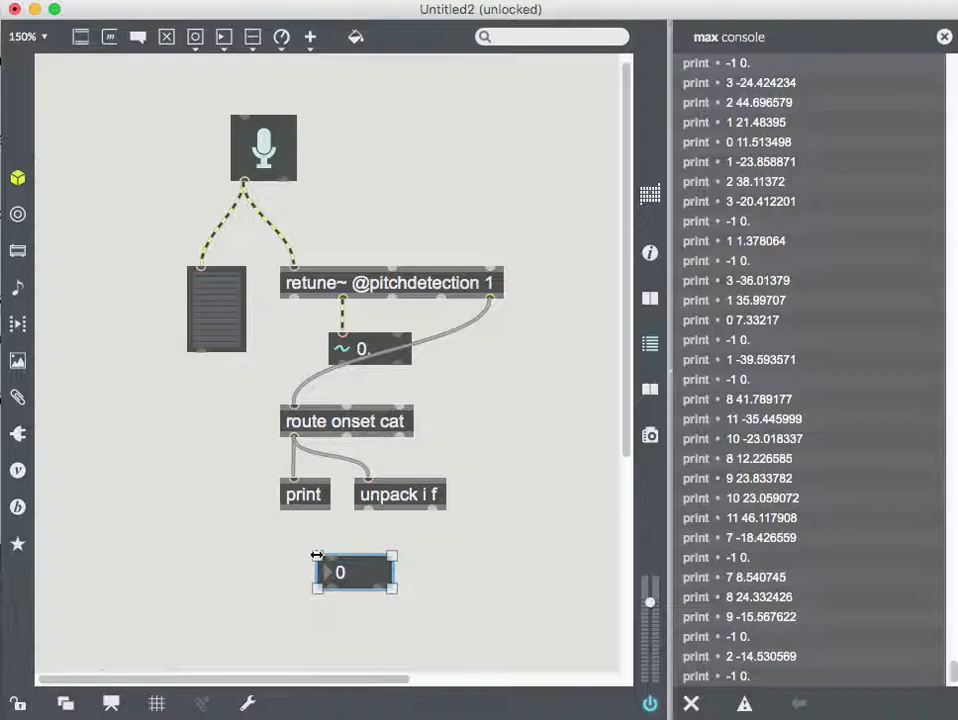 Untitled2 (unlocked)
150%
max console
print • -1 0.
print • 3 -24.424234
print • 2 44.696579
print • 1 21.48395
print • 0 11.513498
print • 1 -23.858871
print • 2 38.11372
print • 3 -20.412201
print • -1 0.
print • 1 1.378064
print • -1 0.
print • 3 -36.01379
print • 1 35.99707
print • 0 7.33217
print • -1 0.
print • 1 -39.593571
print • -1 0.
print • 8 41.789177
print • 11 -35.445999
print • 10 -23.018337
print • 8 12.226585
print • 9 23.833792
print • 10 23.059072
print • 11 46.117908
print • 7 -18.426559
print • -1 0.
print • 7 8.540745
print • 8 24.332426
print • 9 -15.567622
print • -1 0.
print • 2 -14.530569
print • -1 0.
retune~ @pitchdetection 1
~ 0.
route onset cat
print
unpack i f
0